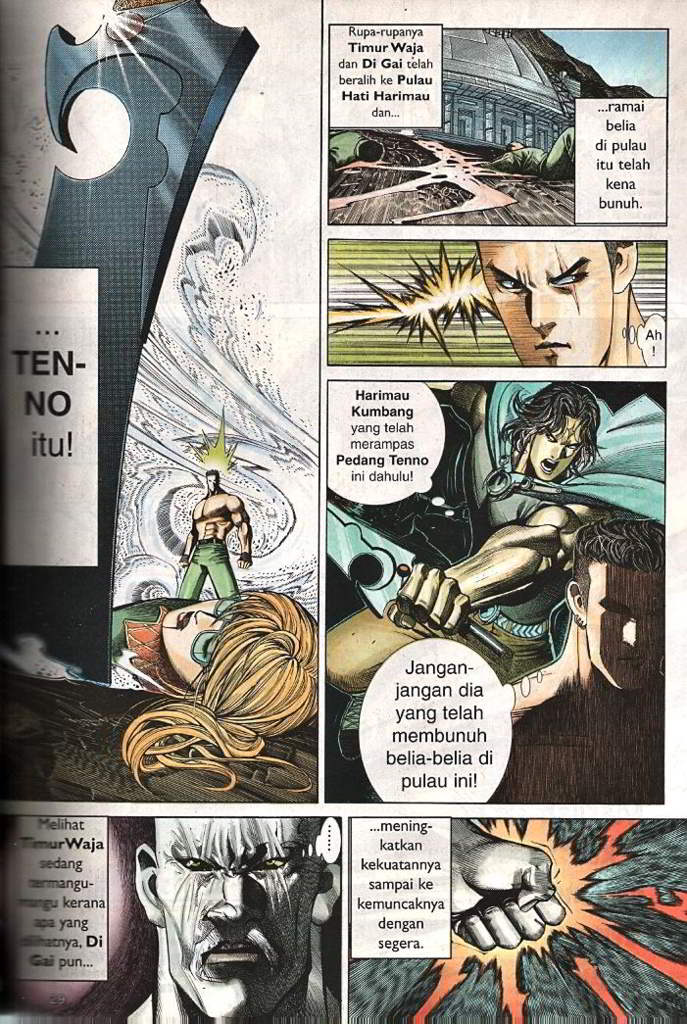 ...
TEN-
NO
itu!
Rupa-rupanya
Timur Waja
dan Di Gai telah
beralih ke Pulau
Hati Harimau
dan...
...ramai
belia
di pulau
itu telah
kena
bunuh.
Ah
!
Harimau
Kumbang
yang telah
merampas
Pedang Tenno
ini dahulu!
Jangan-
jangan dia
yang telah
membunuh
belia-belia di
pulau ini!
Melihat
Timur Waja
sedang
termangu-
mangu kerana
apa yang
dilihatnya, Di
Gai pun...
....
...mening-
katkan
kekuatannya
sampai ke
kemuncaknya
dengan
segera.
29